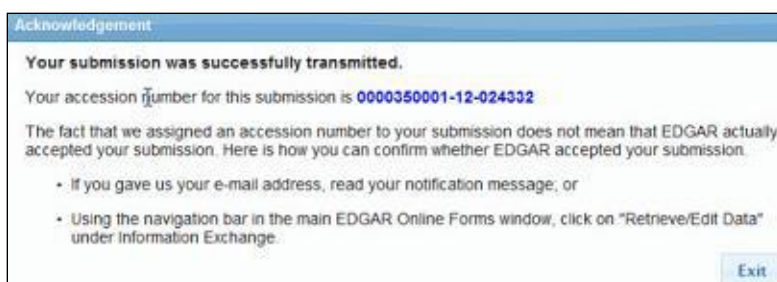 Acknowledgement
Your submission was successfully transmitted.
Your accession number for this submission is 0000350001-12-024332
The fact that we assigned an accession number to your submission does not mean that EDGAR actually
accepted your submission. Here is how you can confirm whether EDGAR accepted your submission.
• If you gave us your e-mail address, read your notification message; or
• Using the navigation bar in the main EDGAR Online Forms window, click on "Retrieve/Edit Data"
under Information Exchange.
Exit